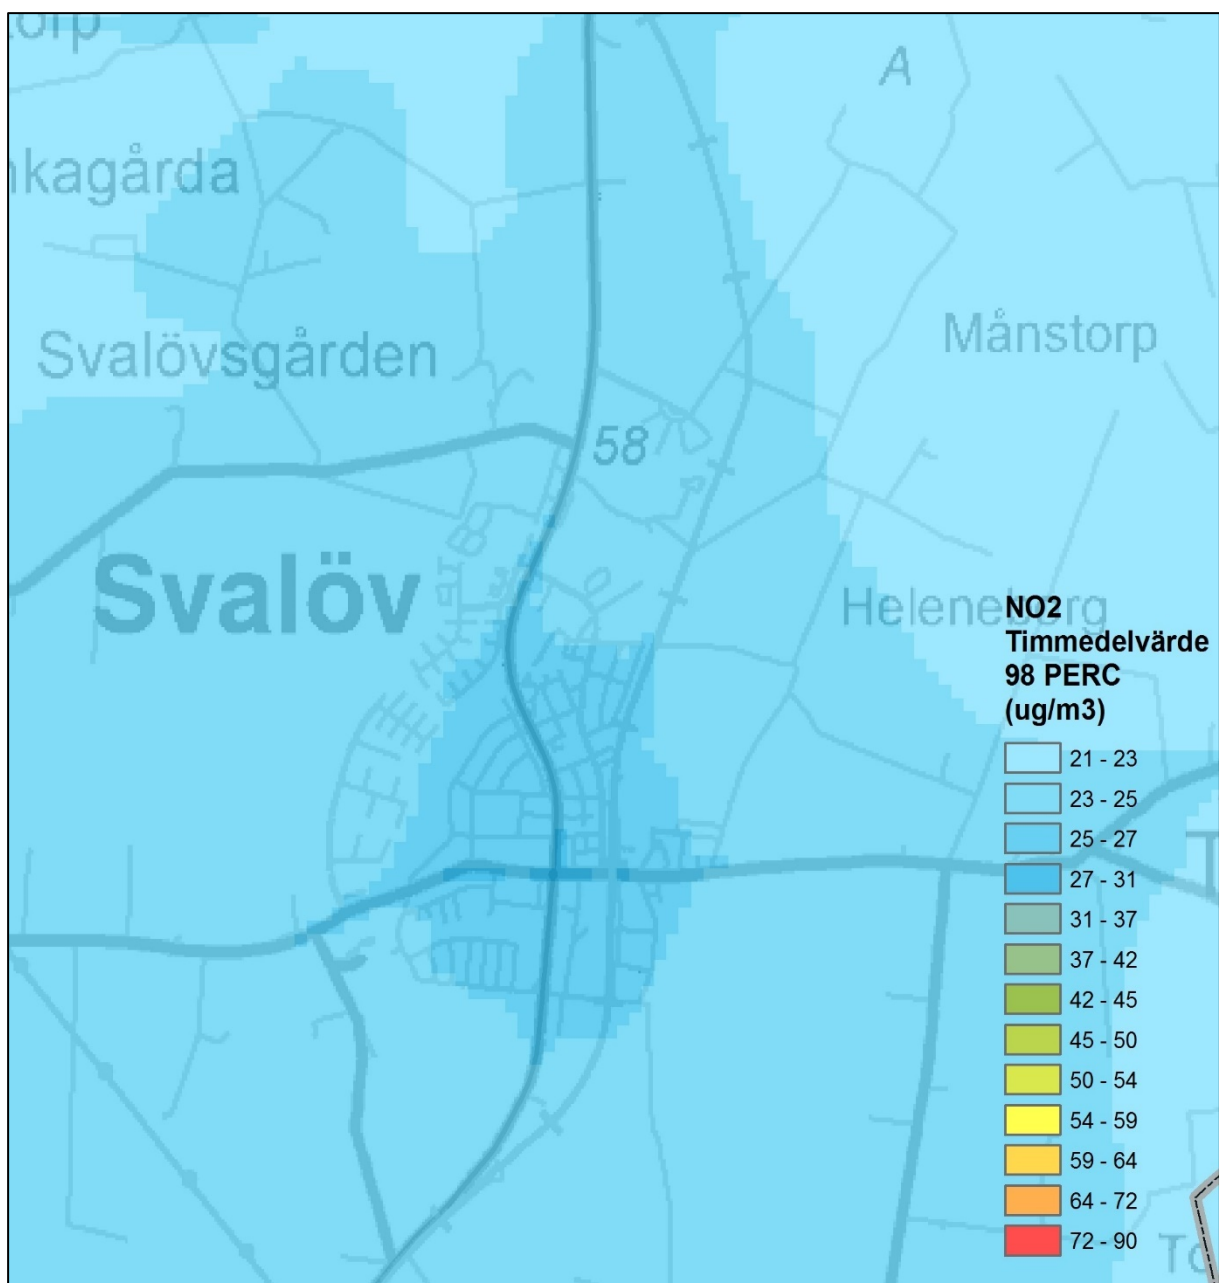 A
Månstorp
Svalövsgården
58
Svalöv
Heleneborg
NO2
Timmedelvärde
98 PERC
(ug/m3)
21 - 23
23 - 25
25 - 27
27 - 31
31 - 37
37 - 42
42 - 45
45 - 50
50 - 54
54 - 59
59 - 64
64 - 72
72 - 90